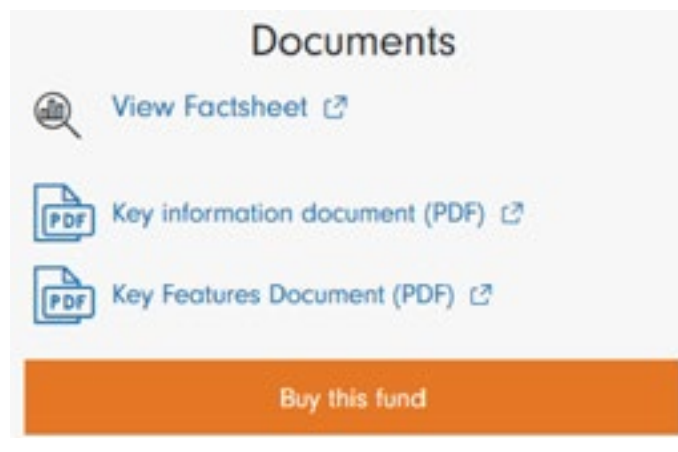 Documents
View Factsheet
PDF Key information document (PDF)
PDF Key Features Document (PDF)
Buy this fund